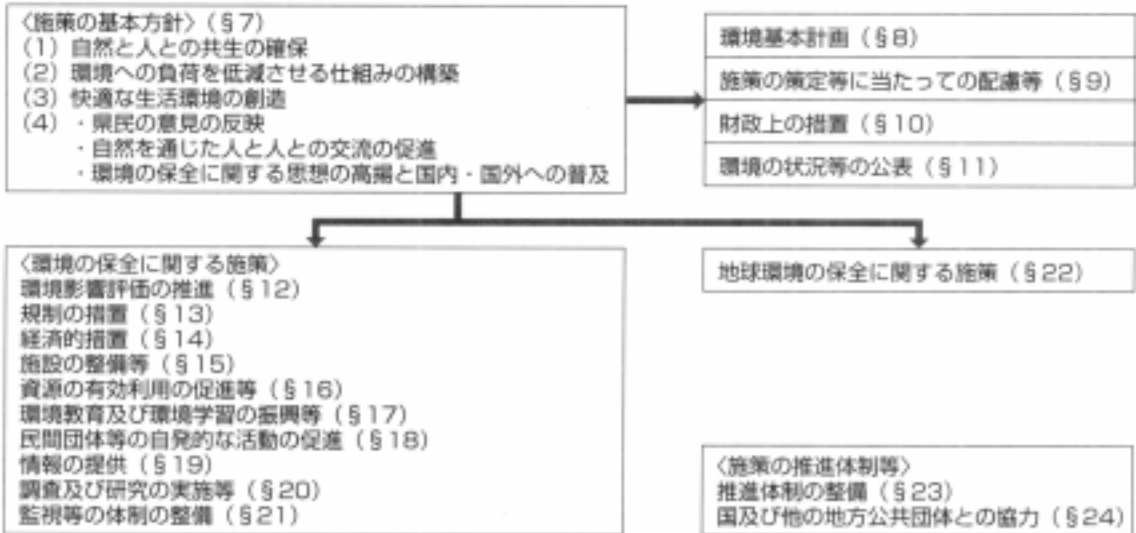 〈施策の基本方針〉(§7)
(1) 自然と人との共生の確保
(2) 環境への負荷を低減させる仕組みの構築
(3) 快適な生活環境の創造
(4) ・県民の意見の反映
・自然を通じた人と人との交流の促進
・環境の保全に関する思想の高揚と国内・国外への普及
環境基本計画(§8)
施策の策定等に当たっての配慮等(§9)
財政上の措置(§10)
環境の状況等の公表(§11)
〈環境の保全に関する施策〉
環境影響評価の推進(§12)
規制の措置(§13)
経済的措置(§14)
施設の整備等(§15)
資源の有効利用の促進等(§16)
環境教育及び環境学習の振興等(§17)
民間団体等の自発的な活動の促進(§18)
情報の提供(§19)
調査及び研究の実施等(§20)
監視等の体制の整備(§21)
地球環境の保全に関する施策(§22)
〈施策の推進体制等〉
推進体制の整備(§23)
国及び他の地方公共団体との協力(§24)